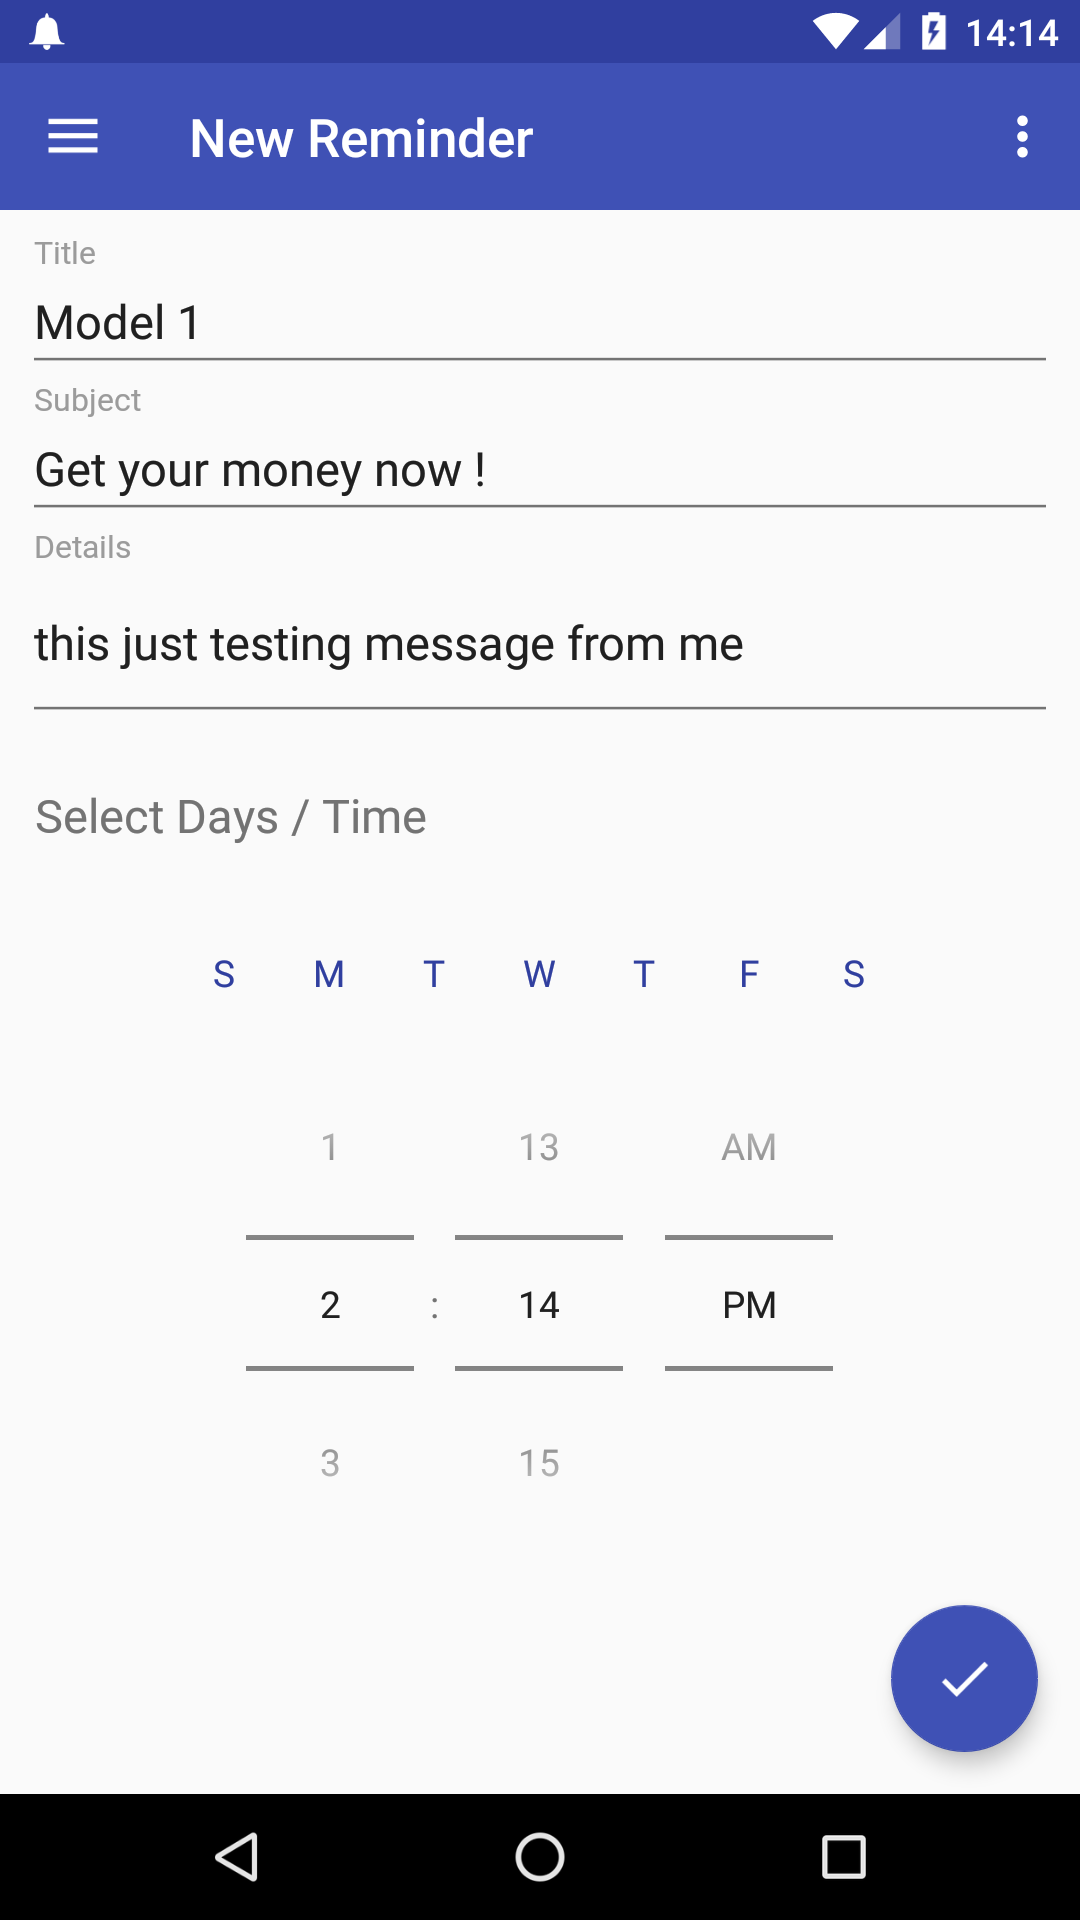 14:14
New Reminder
Title
Model 1
Subject
Get your money now !
Details
this just testing message from me
Select Days / Time
S M T W T F S
1 13 AM
2 : 14 PM
3 15